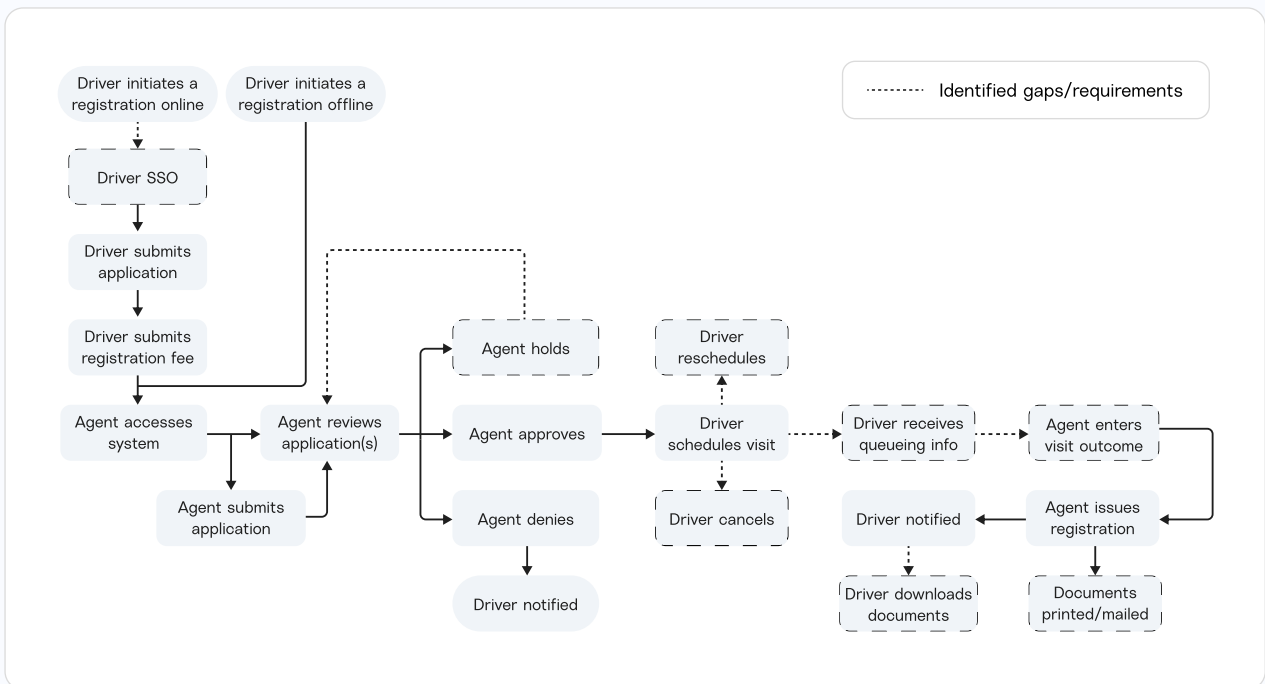 Driver initiates a
registration online
Driver initiates a
registration offline
Identified gaps/requirements
Driver SSO
Driver submits
application
Driver submits
registration fee
Agent holds
Driver
reschedules
Agent accesses
system
Agent reviews
application(s)
Agent approves
Driver
schedules visit
Driver receives
queueing info
Agent enters
visit outcome
Agent submits
application
Agent denies
Driver cancels
Driver notified
Agent issues
registration
Driver notified
Driver downloads
documents
Documents
printed/mailed